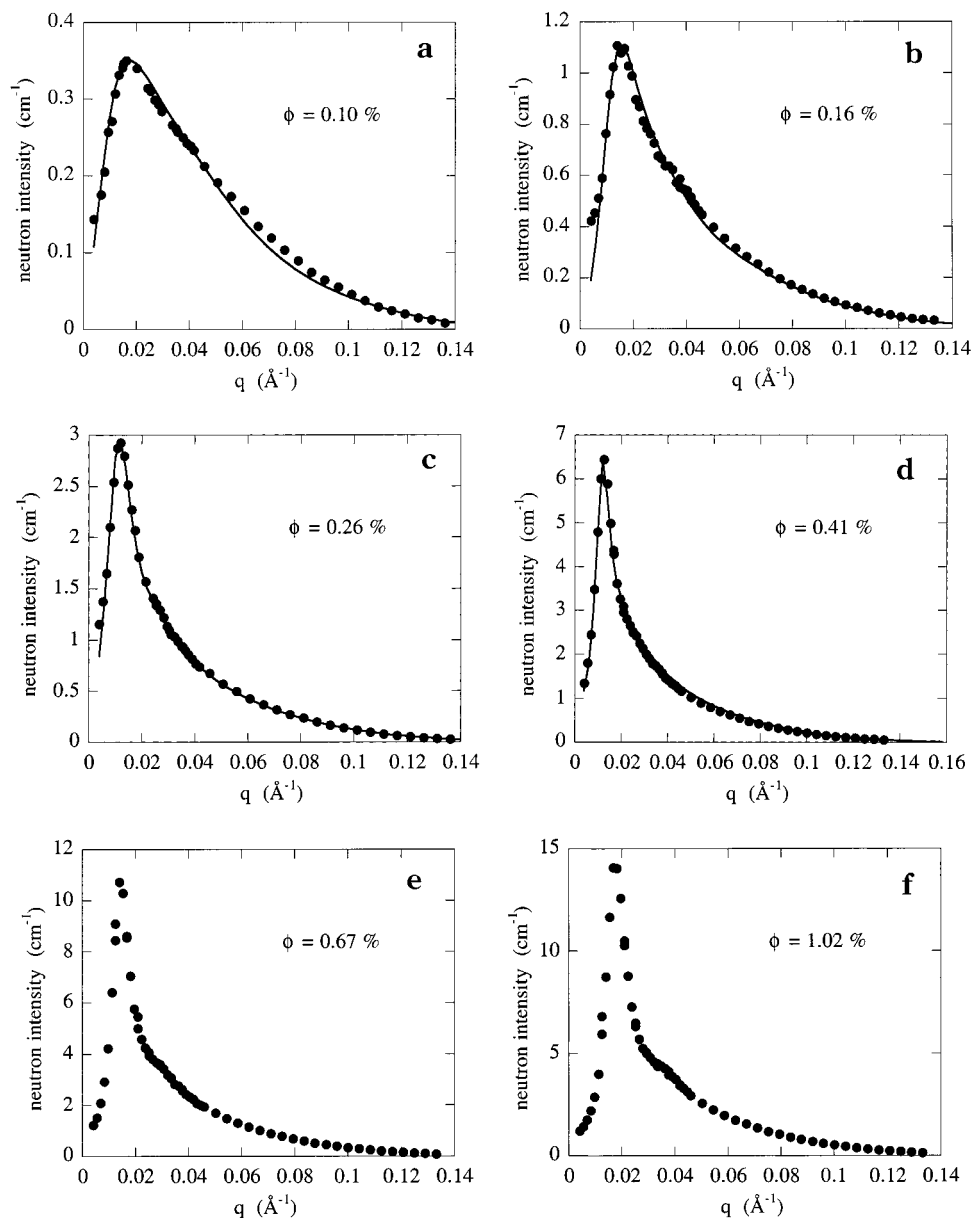 a
0.4
0.3
0.2
0.1
0
neutron intensity (cm⁻¹)
ϕ = 0.10 %
0 0.02 0.04 0.06 0.08 0.1 0.12 0.14
q (Å⁻¹)
b
1.2
1
0.8
0.6
0.4
0.2
0
neutron intensity (cm⁻¹)
ϕ = 0.16 %
0 0.02 0.04 0.06 0.08 0.1 0.12 0.14
q (Å⁻¹)
c
3
2.5
2
1.5
1
0.5
0
neutron intensity (cm⁻¹)
ϕ = 0.26 %
0 0.02 0.04 0.06 0.08 0.1 0.12 0.14
q (Å⁻¹)
d
7
6
5
4
3
2
1
0
neutron intensity (cm⁻¹)
ϕ = 0.41 %
0 0.02 0.04 0.06 0.08 0.1 0.12 0.14 0.16
q (Å⁻¹)
e
12
10
8
6
4
2
0
neutron intensity (cm⁻¹)
ϕ = 0.67 %
0 0.02 0.04 0.06 0.08 0.1 0.12 0.14
q (Å⁻¹)
f
15
10
5
0
neutron intensity (cm⁻¹)
ϕ = 1.02 %
0 0.02 0.04 0.06 0.08 0.1 0.12 0.14
q (Å⁻¹)